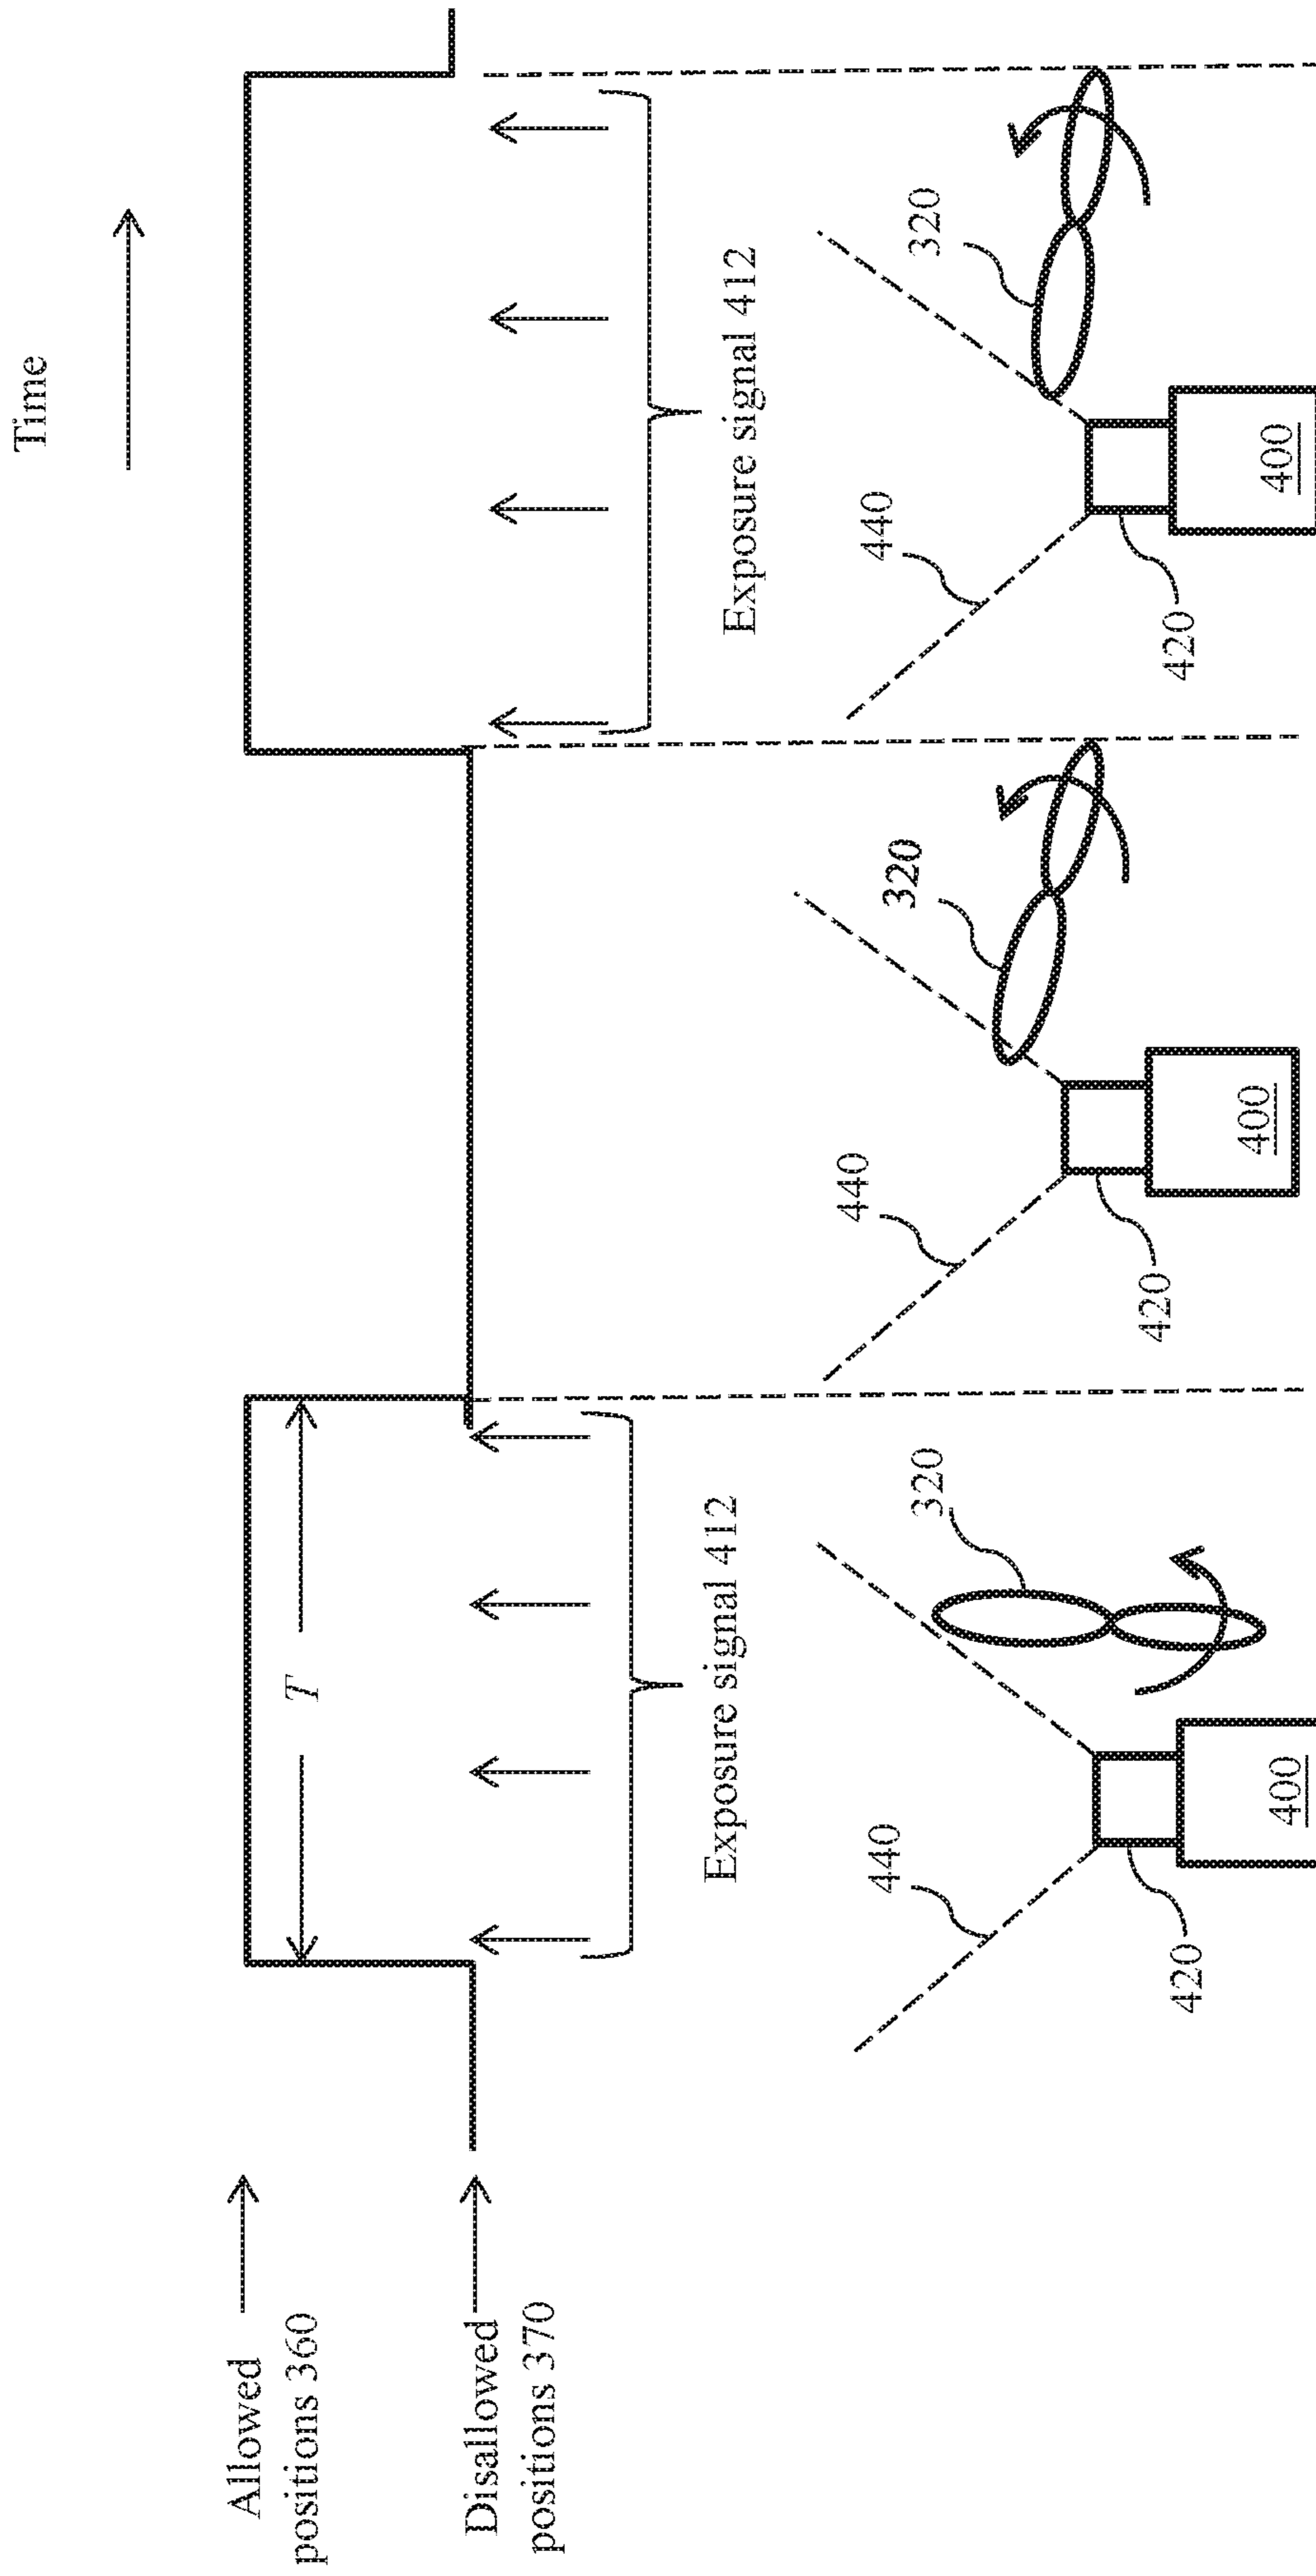 Time
Allowed
positions 360
T
Disallowed
positions 370
Exposure signal 412
Exposure signal 412
440
320
420
400
440
320
420
400
440
320
420
400